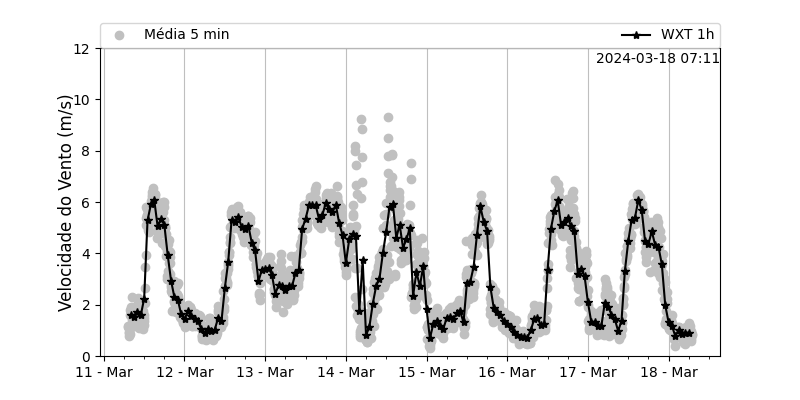 Média 5 min
WXT 1h
2024-03-18 07:11
Velocidade do Vento (m/s)
12
10
8
6
4
2
0
11 - Mar
12 - Mar
13 - Mar
14 - Mar
15 - Mar
16 - Mar
17 - Mar
18 - Mar